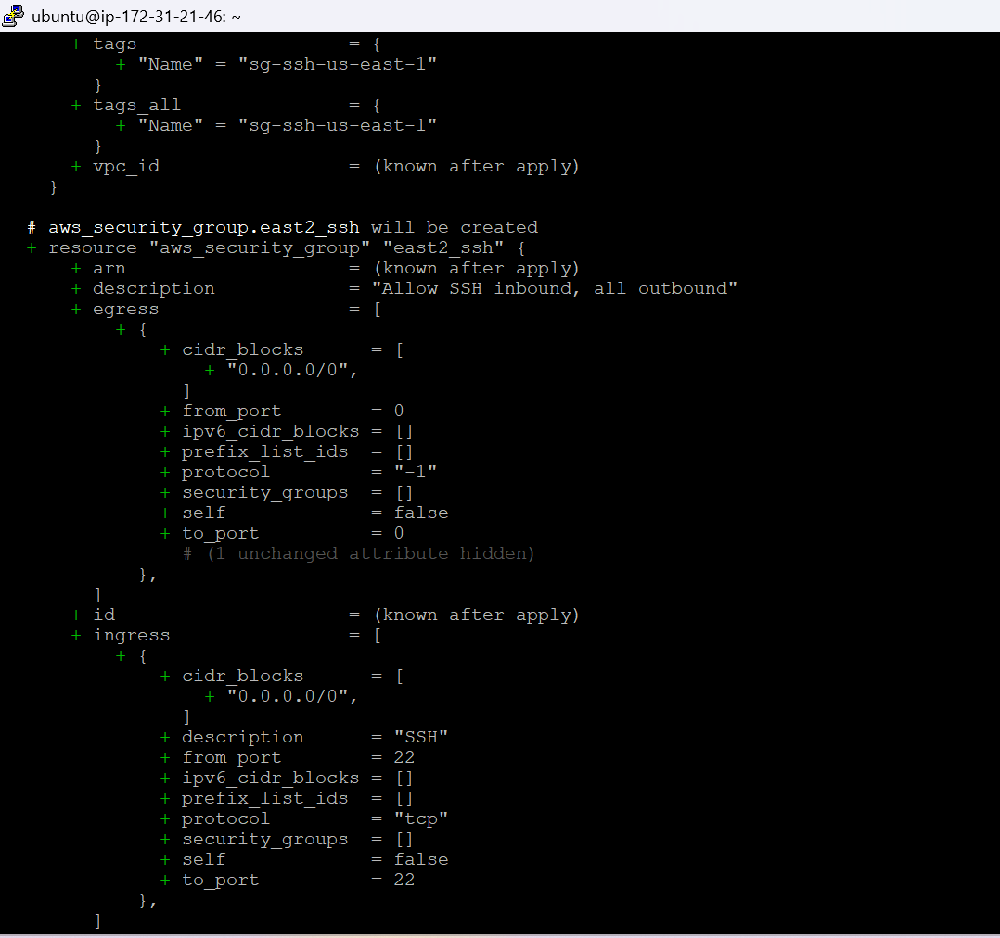 ubuntu@ip-172-31-21-46: ~
+ tags = {
+ "Name" = "sg-ssh-us-east-1"
}
+ tags_all = {
+ "Name" = "sg-ssh-us-east-1"
}
+ vpc_id = (known after apply)
}
# aws_security_group.east2_ssh will be created
+ resource "aws_security_group" "east2_ssh" {
+ arn = (known after apply)
+ description = "Allow SSH inbound, all outbound"
+ egress = [
+ {
+ cidr_blocks = [
+ "0.0.0.0/0",
]
+ from_port = 0
+ ipv6_cidr_blocks = []
+ prefix_list_ids = []
+ protocol = "-1"
+ security_groups = []
+ self = false
+ to_port = 0
# (1 unchanged attribute hidden)
},
]
+ id = (known after apply)
+ ingress = [
+ {
+ cidr_blocks = [
+ "0.0.0.0/0",
]
+ description = "SSH"
+ from_port = 22
+ ipv6_cidr_blocks = []
+ prefix_list_ids = []
+ protocol = "tcp"
+ security_groups = []
+ self = false
+ to_port = 22
},
]